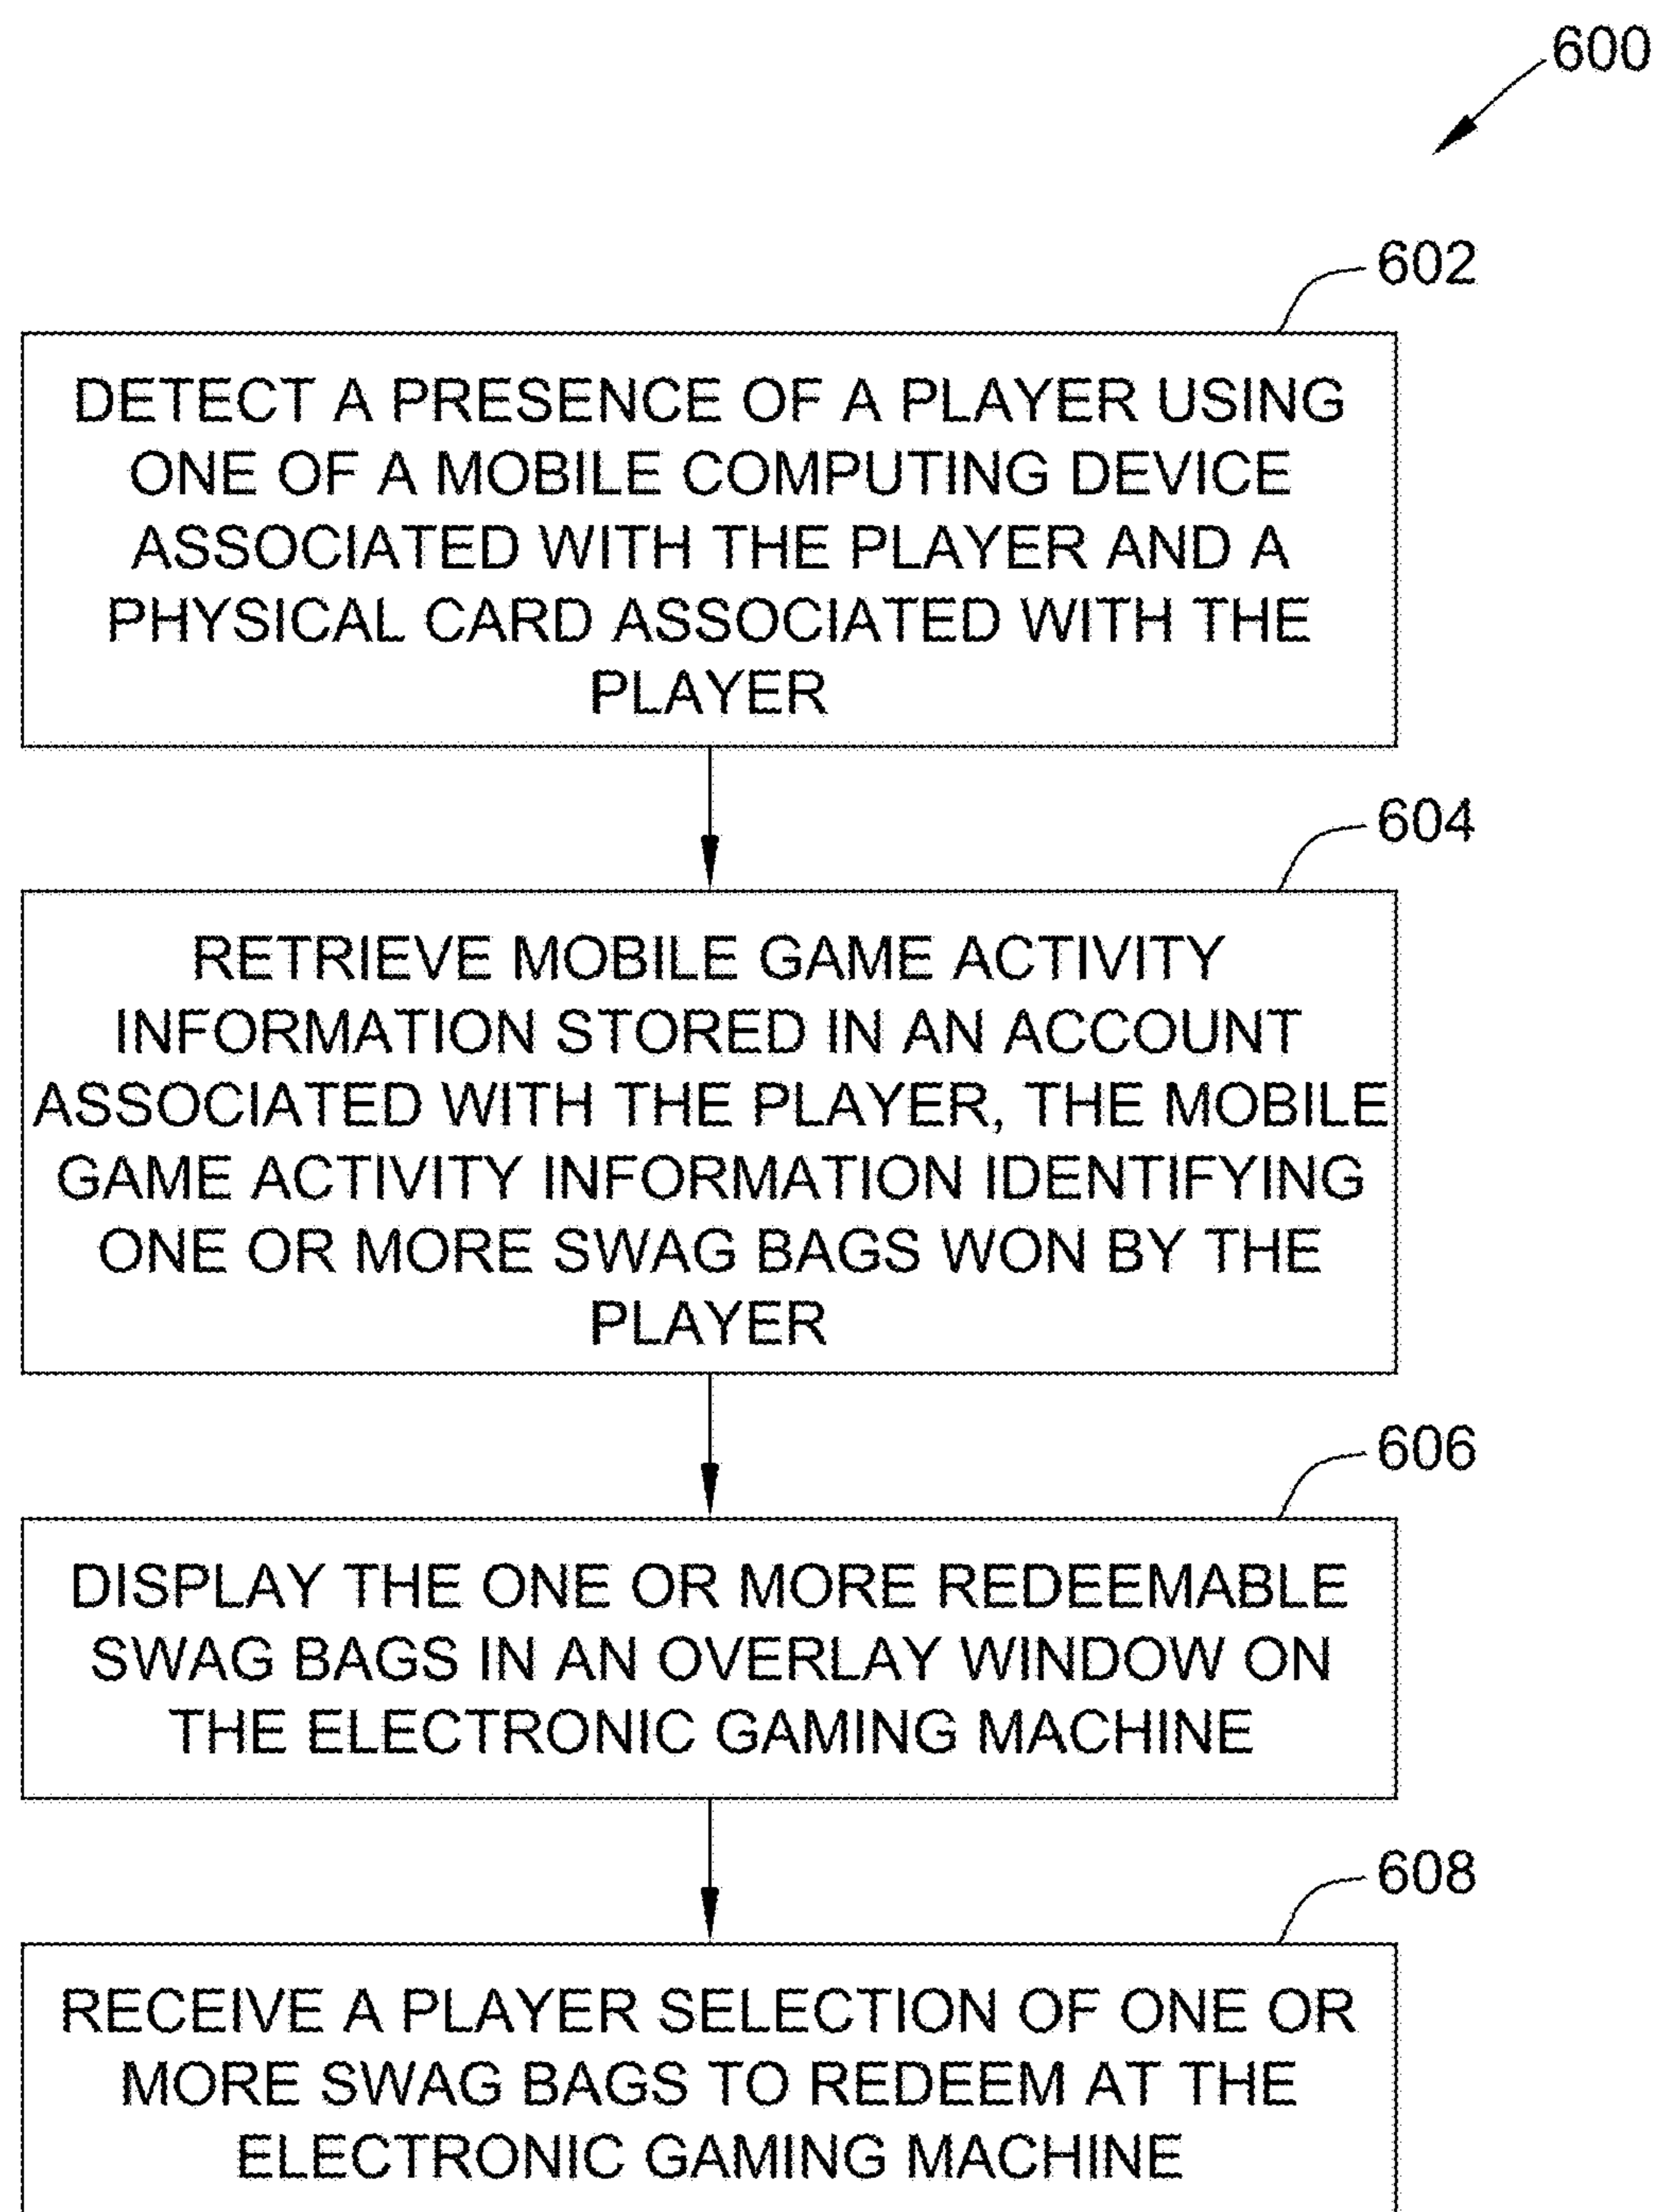 600
602
DETECT A PRESENCE OF A PLAYER USING
ONE OF A MOBILE COMPUTING DEVICE
ASSOCIATED WITH THE PLAYER AND A
PHYSICAL CARD ASSOCIATED WITH THE
PLAYER
604
RETRIEVE MOBILE GAME ACTIVITY
INFORMATION STORED IN AN ACCOUNT
ASSOCIATED WITH THE PLAYER, THE MOBILE
GAME ACTIVITY INFORMATION IDENTIFYING
ONE OR MORE SWAG BAGS WON BY THE
PLAYER
606
DISPLAY THE ONE OR MORE REDEEMABLE
SWAG BAGS IN AN OVERLAY WINDOW ON
THE ELECTRONIC GAMING MACHINE
608
RECEIVE A PLAYER SELECTION OF ONE OR
MORE SWAG BAGS TO REDEEM AT THE
ELECTRONIC GAMING MACHINE